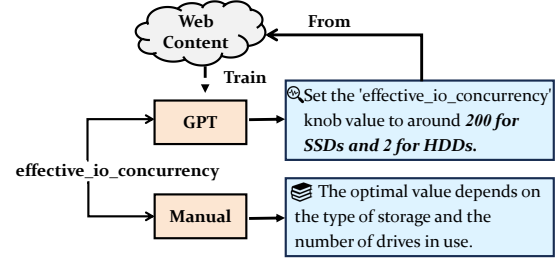 Web
Content
From
Train
GPT
Set the 'effective_io_concurrency'
knob value to around 200 for
SSDs and 2 for HDDs.
effective_io_concurrency
Manual
The optimal value depends on
the type of storage and the
number of drives in use.